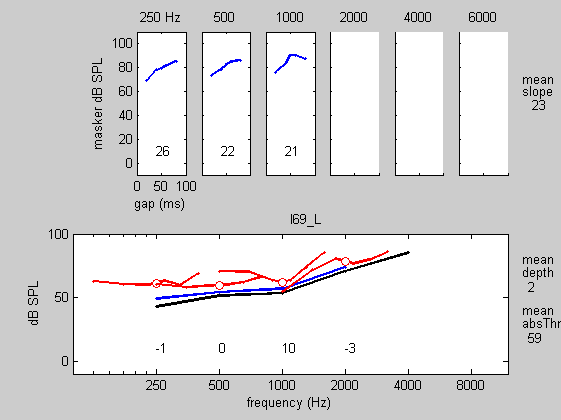 250 Hz 500 1000 2000 4000 6000
100
80
60
40
20
0
masker dB SPL
26 22 21
0 50 100
gap (ms)
mean
slope
23
I69_L
100
50
0
dB SPL
-1 0 10 -3
250 500 1000 2000 4000 8000
frequency (Hz)
mean
depth
2
mean
absThr
59